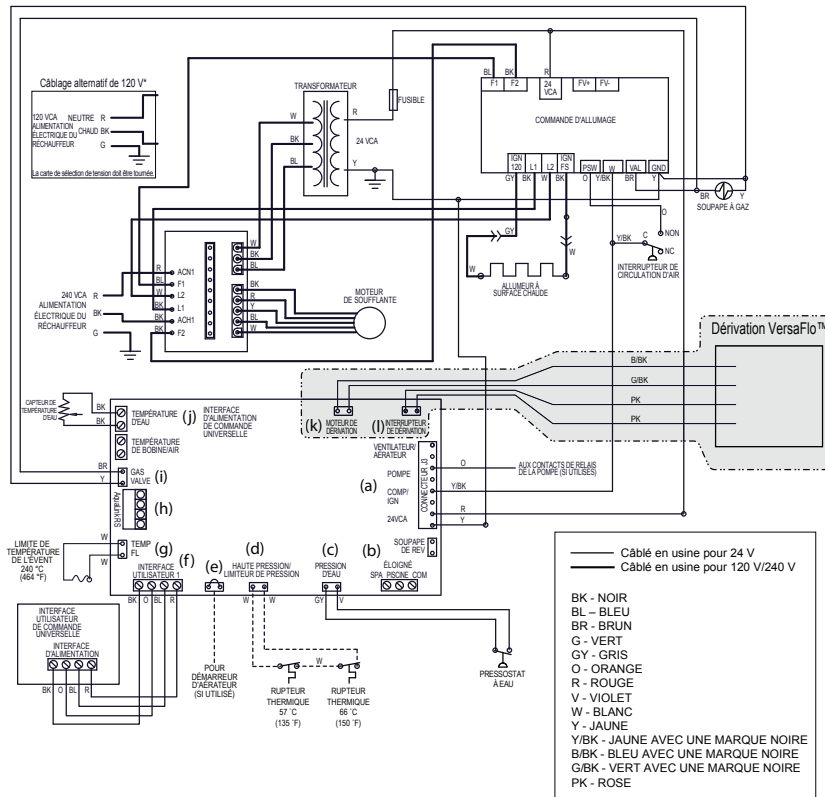 Câblage alternatif de 120 V*
120 VCA
ALIMENTATION
ÉLECTRIQUE DU
RÉCHAUFFEUR
NEUTRE R
CHAUD BK
G
La carte de sélection de tension doit être tournée.
TRANSFORMATEUR
W
BK
BL
R
24 VCA
Y
FUSIBLE
BL
BK
R
F1
F2
24
VCA
FV+
FV-
COMMANDE D'ALLUMAGE
IGN
120
L1
L2
IGN
FS
PSW
W
VAL
GND
GY
BK
W
BK
O
Y/BK
BR
Y
BR
Y
SOUPAPE À GAZ
O
NON
Y/BK
C
NC
INTERRUPTEUR DE
CIRCULATION D'AIR
GY
W
W
ALLUMEUR À
SURFACE CHAUDE
240 VCA
ALIMENTATION
ÉLECTRIQUE DU
RÉCHAUFFEUR
R
BK
G
R
BL
W
BK
BK
BK
ACN1
F1
L2
L1
ACH1
F2
W
BK
BL
BK
R
Y
BL
W
MOTEUR
DE SOUFFLANTE
Dérivation VersaFlo™
B/BK
G/BK
PK
PK
(k)
MOTEUR DE
DÉRIVATION
(l)
INTERRUPTEUR
DE DÉRIVATION
CAPTEUR DE
TEMPÉRATURE
D'EAU
BK
BK
TEMPÉRATURE
D'EAU
(j)
TEMPÉRATURE
DE BOBINE/AIR
INTERFACE
D'ALIMENTATION
DE COMMANDE
UNIVERSELLE
BR
Y
GAS
VALVE
(i)
AquaLink RS
(h)
VENTILATEUR/
AÉRATEUR
POMPE
COMP/
IGN
24VCA
(a)
CONNECTEUR J3
O
AUX CONTACTS DE RELAIS
DE LA POMPE (SI UTILISÉS)
Y/BK
R
Y
LIMITE DE
TEMPÉRATURE
DE L'ÉVENT
240 °C
(464 °F)
W
W
TEMP
FL
(g)
(f)
INTERFACE
UTILISATEUR 1
(e)
(d)
HAUTE PRESSION/
LIMITEUR DE PRESSION
(c)
PRESSION
D'EAU
(b)
ÉLOIGNÉ
SPA PISCINE COM
SOUPAPE
DE REV
BK O BL R
W W
GY V
INTERFACE
UTILISATEUR
DE COMMANDE
UNIVERSELLE
INTERFACE
D'ALIMENTATION
BK O BL R
POUR
DÉMARREUR
D'AÉRATEUR
(SI UTILISÉ)
W
RUPTEUR
THERMIQUE
57 ˚C
(135 ˚F)
RUPTEUR
THERMIQUE
66 ˚C
(150 ˚F)
PRESSOSTAT
À EAU
Câblé en usine pour 24 V
Câblé en usine pour 120 V/240 V
BK - NOIR
BL – BLEU
BR - BRUN
G - VERT
GY - GRIS
O - ORANGE
R - ROUGE
V - VIOLET
W - BLANC
Y - JAUNE
Y/BK - JAUNE AVEC UNE MARQUE NOIRE
B/BK - BLEU AVEC UNE MARQUE NOIRE
G/BK - VERT AVEC UNE MARQUE NOIRE
PK - ROSE